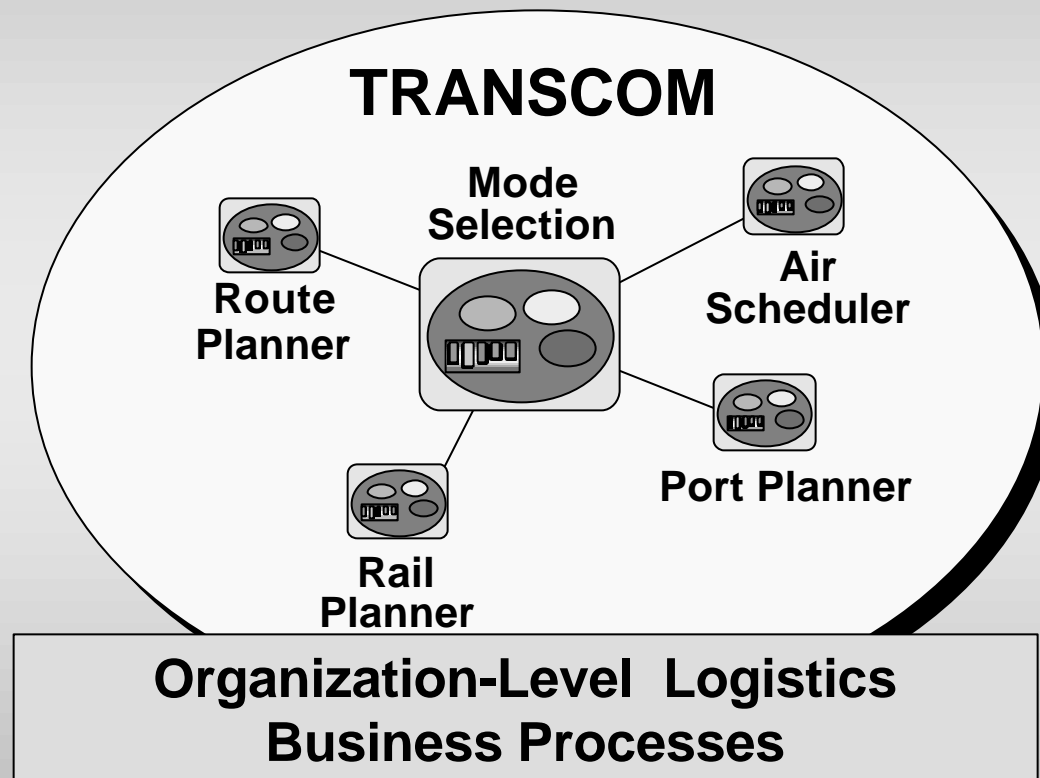 TRANSCOM
Mode
Selection
Route
Planner
Air
Scheduler
Port Planner
Rail
Planner
Organization-Level Logistics
Business Processes